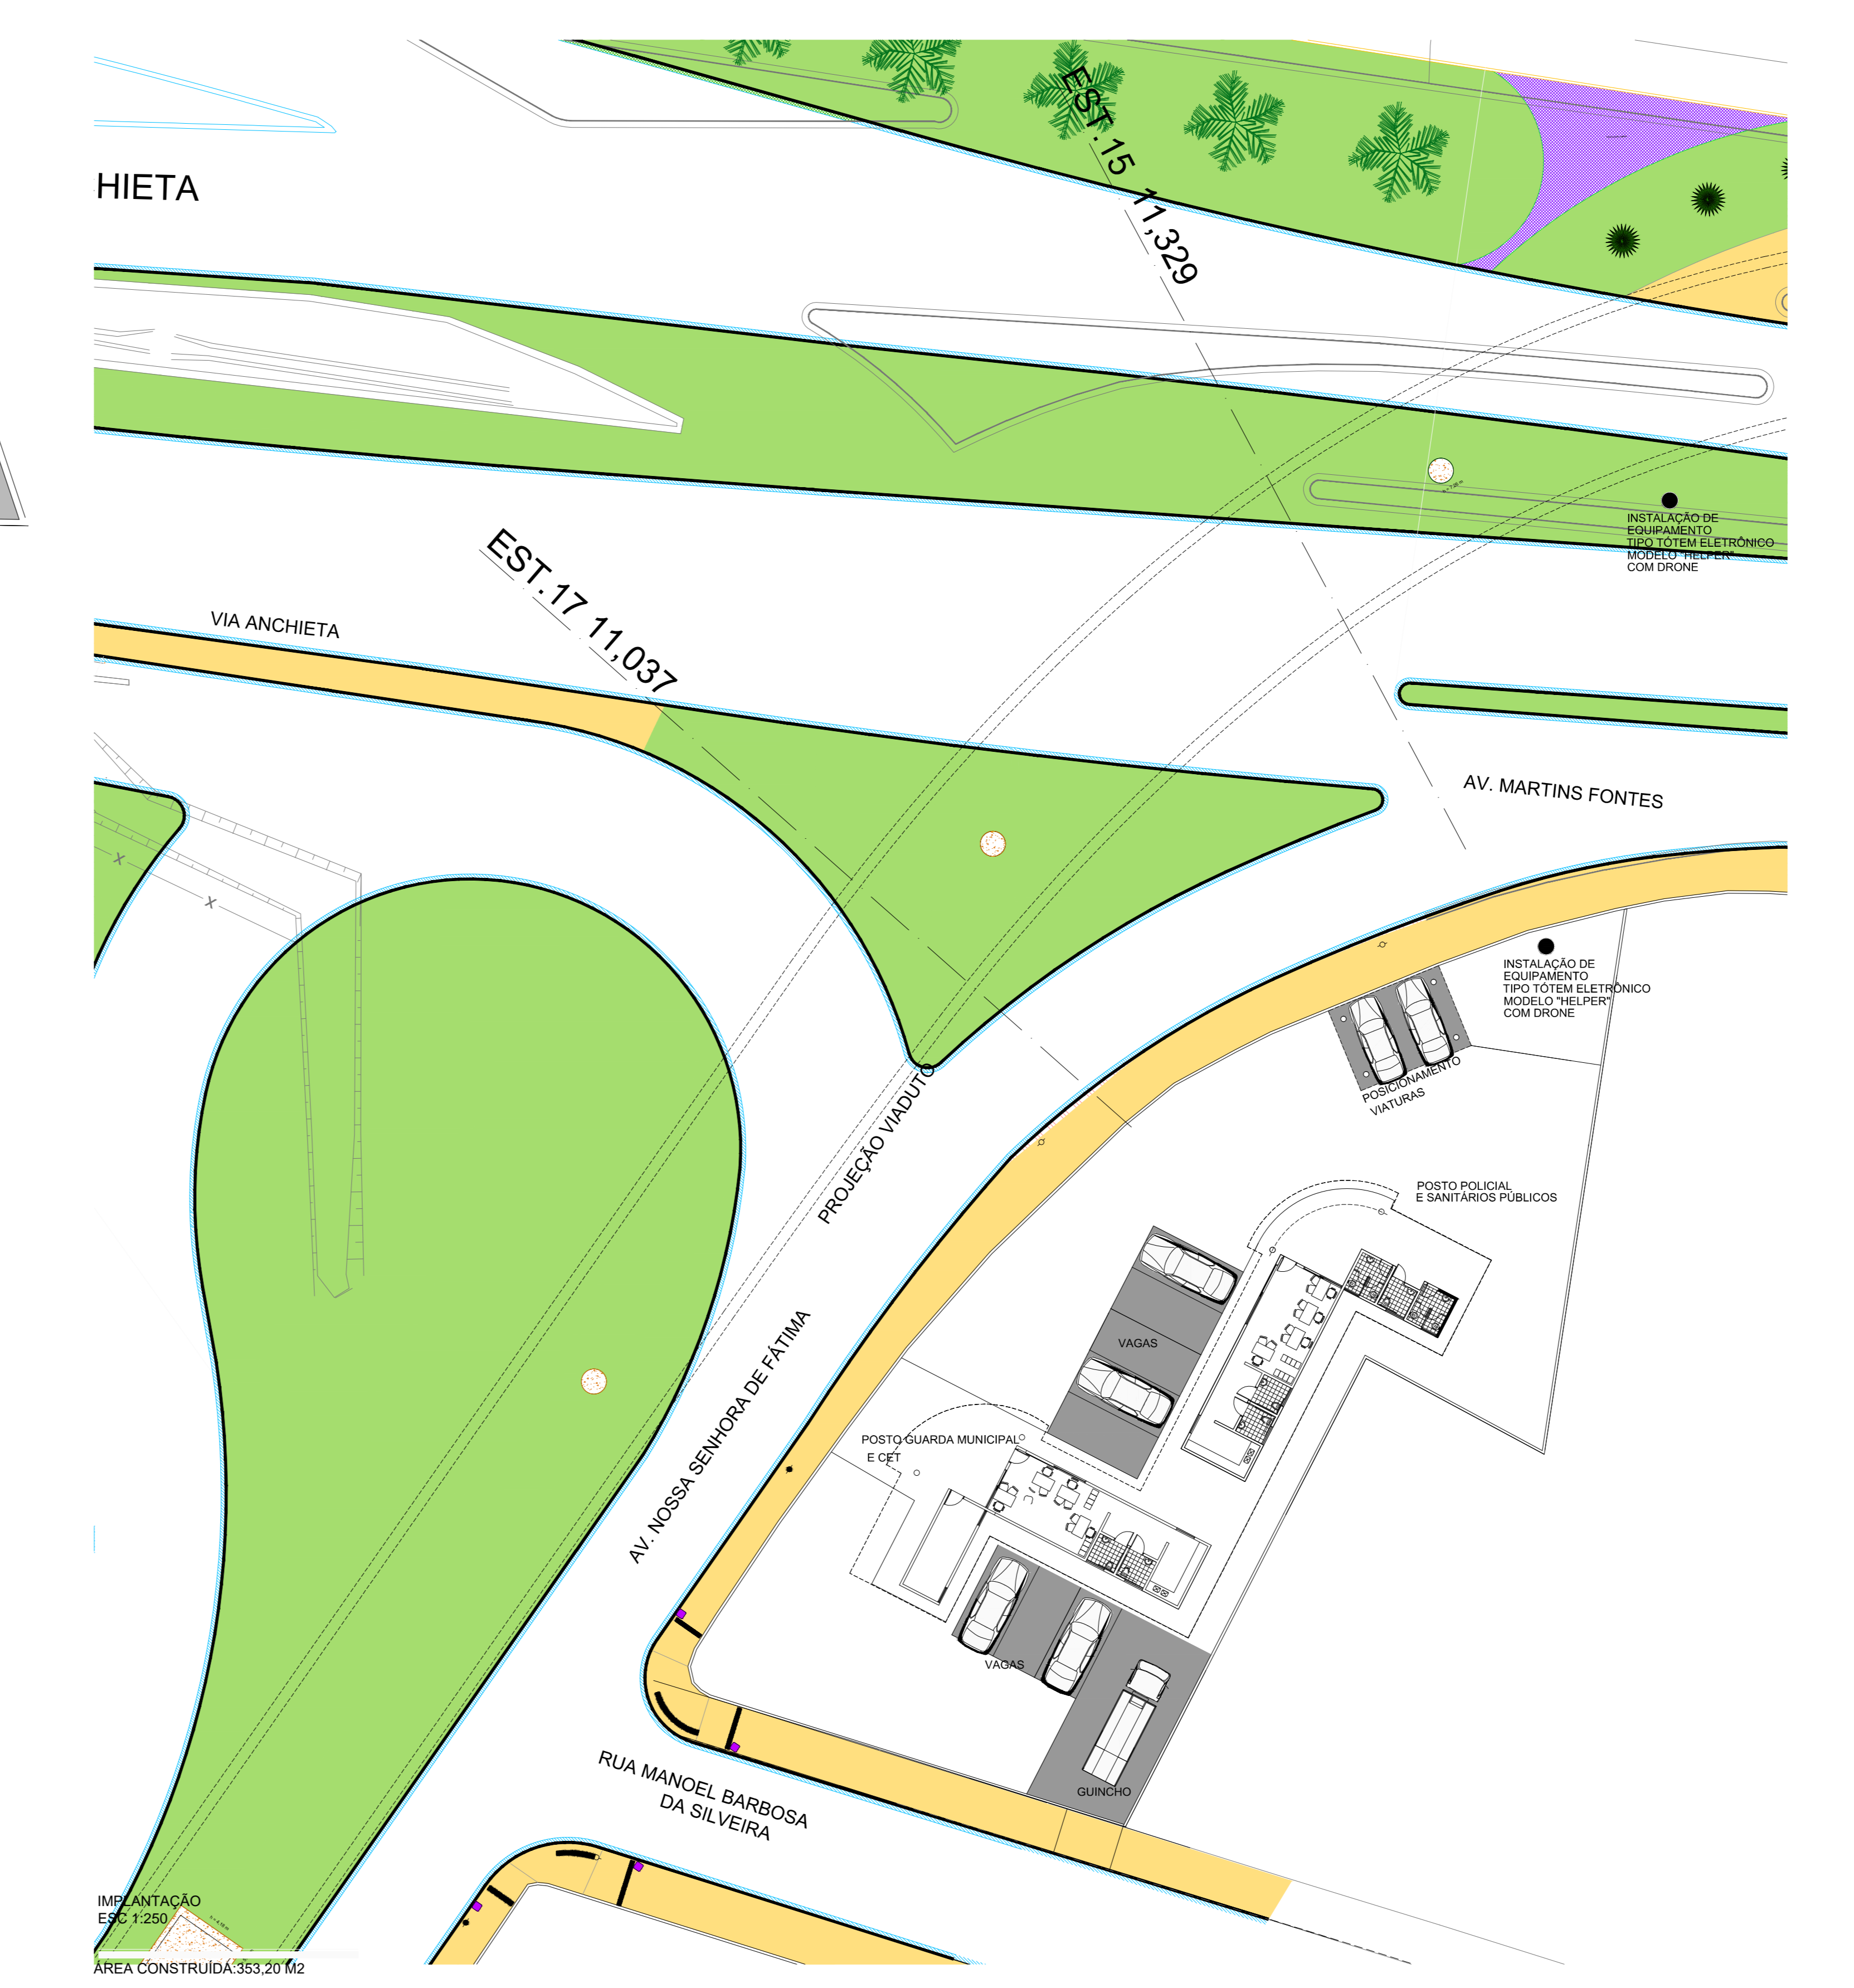 EST.15 11,329
HIETA
INSTALAÇÃO DE
EQUIPAMENTO
TIPO TÓTEM ELETRÔNICO
MODELO "HELPER"
COM DRONE
EST.17 11,037
VIA ANCHIETA
AV. MARTINS FONTES
X
X
INSTALAÇÃO DE
EQUIPAMENTO
TIPO TÓTEM ELETRÔNICO
MODELO "HELPER"
COM DRONE
POSICIONAMENTO
VIATURAS
PROJEÇÃO VIADUTO
POSTO POLICIAL
E SANITÁRIOS PÚBLICOS
VAGAS
AV. NOSSA SENHORA DE FÁTIMA
POSTO GUARDA MUNICIPAL
E CET
VAGAS
GUINCHO
RUA MANOEL BARBOSA
DA SILVEIRA
IMPLANTAÇÃO
ESC 1:250
ÁREA CONSTRUÍDA:353,20 M2